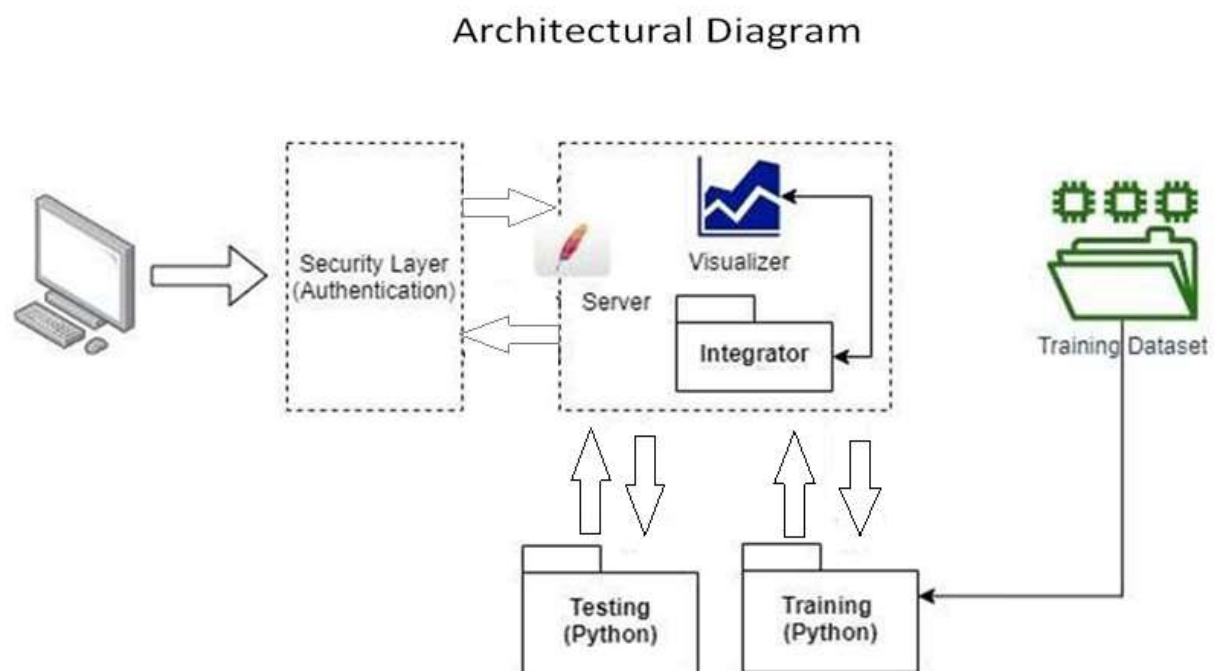 Architectural Diagram
Security Layer
(Authentication)
Server
Visualizer
Integrator
Training Dataset
Testing
(Python)
Training
(Python)